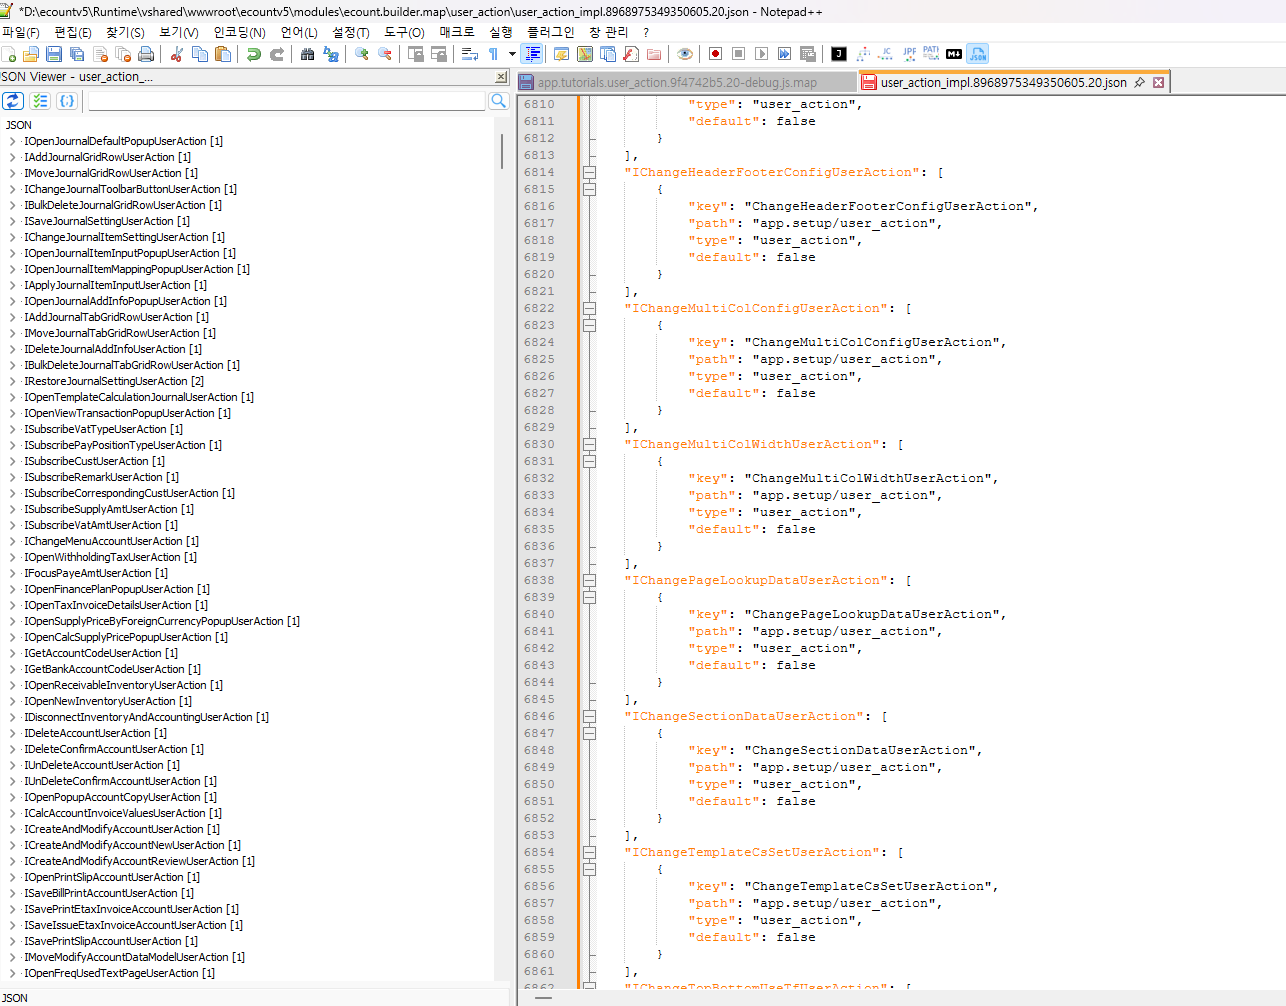 *D:\ecountv5\Runtime\vshared\wwwroot\ecountv5\modules\ecount.builder.map\user_action\user_action_impl.8968975349350605.20.json - Notepad++
파일(F) 편집(E) 찾기(S) 보기(V) 인코딩(N) 언어(L) 설정(T) 도구(O) 매크로 실행 플러그인 창 관리 ?
JSON Viewer - user_action_...
JSON
IOpenJournalDefaultPopupUserAction [1]
IAddJournalGridRowUserAction [1]
IMoveJournalGridRowUserAction [1]
IChangeJournalToolbarButtonUserAction [1]
IBulkDeleteJournalGridRowUserAction [1]
ISaveJournalSettingUserAction [1]
IChangeJournalItemSettingUserAction [1]
IOpenJournalItemInputPopupUserAction [1]
IOpenJournalItemMappingPopupUserAction [1]
IApplyJournalItemInputUserAction [1]
IOpenJournalAddInfoPopupUserAction [1]
IAddJournalTabGridRowUserAction [1]
IMoveJournalTabGridRowUserAction [1]
IDeleteJournalAddInfoUserAction [1]
IBulkDeleteJournalTabGridRowUserAction [1]
IRestoreJournalSettingUserAction [2]
IOpenTemplateCalculationJournalUserAction [1]
IOpenViewTransactionPopupUserAction [1]
ISubscribeVatTypeUserAction [1]
ISubscribePayPositionTypeUserAction [1]
ISubscribeCustUserAction [1]
ISubscribeRemarkUserAction [1]
ISubscribeCorrespondingCustUserAction [1]
ISubscribeSupplyAmtUserAction [1]
ISubscribeVatAmtUserAction [1]
IChangeMenuAccountUserAction [1]
IOpenWithholdingTaxUserAction [1]
IFocusPayeAmtUserAction [1]
IOpenFinancePlanPopupUserAction [1]
IOpenTaxInvoiceDetailsUserAction [1]
IOpenSupplyPriceByForeignCurrencyPopupUserAction [1]
IOpenCalcSupplyPricePopupUserAction [1]
IGetAccountCodeUserAction [1]
IGetBankAccountCodeUserAction [1]
IOpenReceivableInventoryUserAction [1]
IOpenNewInventoryUserAction [1]
IDisconnectInventoryAndAccountingUserAction [1]
IDeleteAccountUserAction [1]
IDeleteConfirmAccountUserAction [1]
IUnDeleteAccountUserAction [1]
IUnDeleteConfirmAccountUserAction [1]
IOpenPopupAccountCopyUserAction [1]
ICalcAccountInvoiceValuesUserAction [1]
ICreateAndModifyAccountUserAction [1]
ICreateAndModifyAccountNewUserAction [1]
ICreateAndModifyAccountReviewUserAction [1]
IOpenPrintSlipAccountUserAction [1]
ISaveBillPrintAccountUserAction [1]
ISavePrintEtaxInvoiceAccountUserAction [1]
ISaveIssueEtaxInvoiceAccountUserAction [1]
ISavePrintSlipAccountUserAction [1]
IMoveModifyAccountDataModelUserAction [1]
IOpenFreqUsedTextPageUserAction [1]
JSON
app.tutorials.user_action.9f4742b5.20-debug.js.map user_action_impl.8968975349350605.20.json
6810 "type": "user_action",
6811 "default": false
6812 }
6813 ],
6814 "IChangeHeaderFooterConfigUserAction": [
6815 {
6816 "key": "ChangeHeaderFooterConfigUserAction",
6817 "path": "app.setup/user_action",
6818 "type": "user_action",
6819 "default": false
6820 }
6821 ],
6822 "IChangeMultiColConfigUserAction": [
6823 {
6824 "key": "ChangeMultiColConfigUserAction",
6825 "path": "app.setup/user_action",
6826 "type": "user_action",
6827 "default": false
6828 }
6829 ],
6830 "IChangeMultiColWidthUserAction": [
6831 {
6832 "key": "ChangeMultiColWidthUserAction",
6833 "path": "app.setup/user_action",
6834 "type": "user_action",
6835 "default": false
6836 }
6837 ],
6838 "IChangePageLookupDataUserAction": [
6839 {
6840 "key": "ChangePageLookupDataUserAction",
6841 "path": "app.setup/user_action",
6842 "type": "user_action",
6843 "default": false
6844 }
6845 ],
6846 "IChangeSectionDataUserAction": [
6847 {
6848 "key": "ChangeSectionDataUserAction",
6849 "path": "app.setup/user_action",
6850 "type": "user_action",
6851 "default": false
6852 }
6853 ],
6854 "IChangeTemplateCsSetUserAction": [
6855 {
6856 "key": "ChangeTemplateCsSetUserAction",
6857 "path": "app.setup/user_action",
6858 "type": "user_action",
6859 "default": false
6860 }
6861 ],
6862 "IChangeTopBottomUseTfUserAction": [